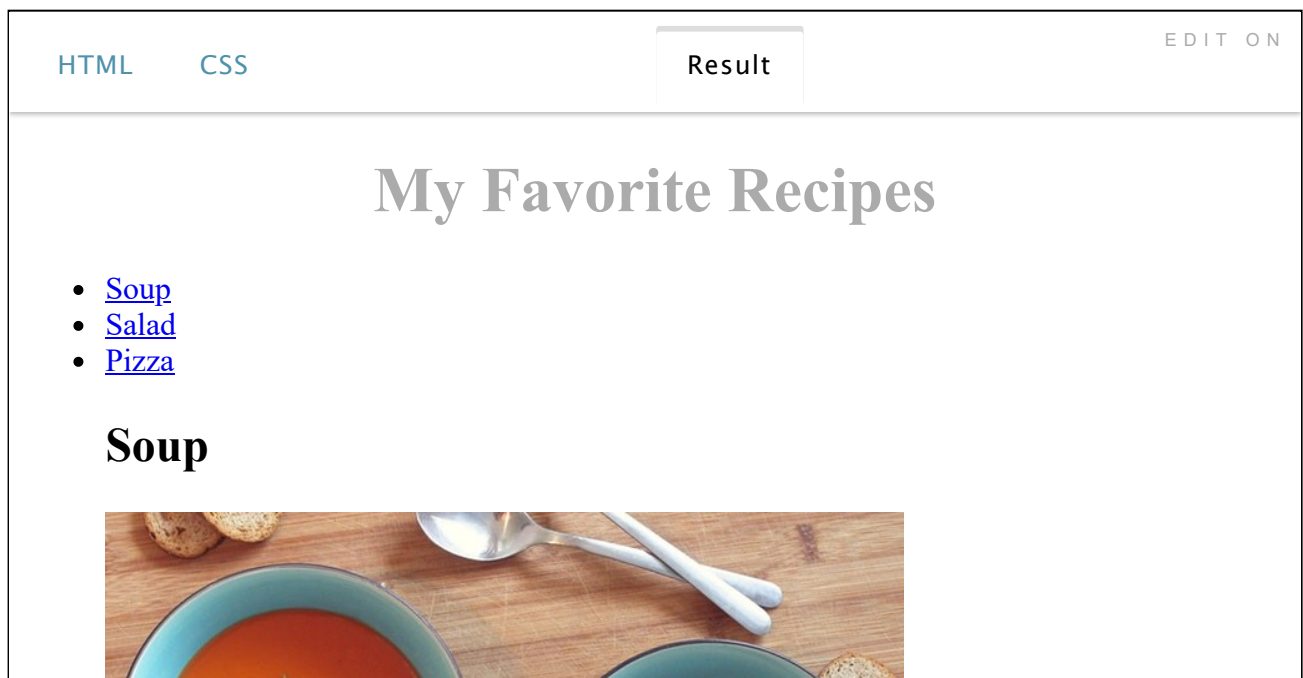 HTML CSS Result EDIT ON
My Favorite Recipes
Soup
Salad
Pizza
Soup